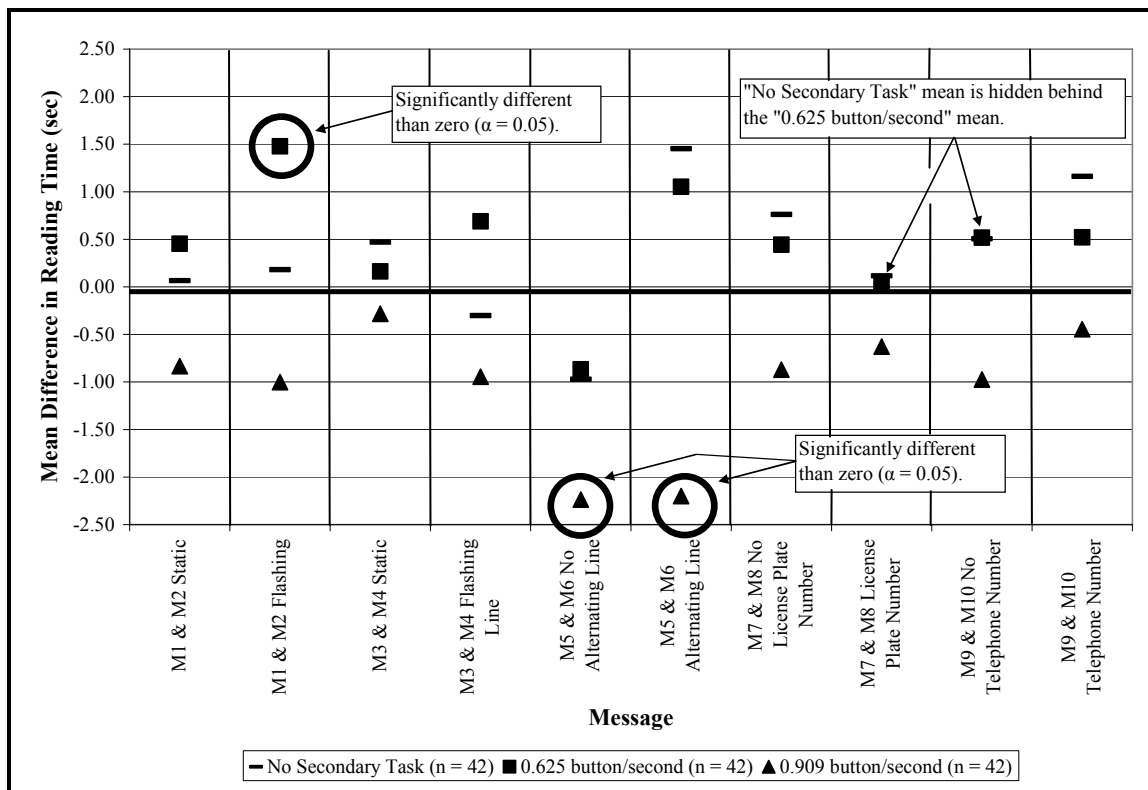 Mean Difference in Reading Time (sec)
2.50
2.00
1.50
1.00
0.50
0.00
-0.50
-1.00
-1.50
-2.00
-2.50
Significantly different
than zero (α = 0.05).
"No Secondary Task" mean is hidden behind
the "0.625 button/second" mean.
Significantly different
than zero (α = 0.05).
M1 & M2 Static
M1 & M2 Flashing
M3 & M4 Static
M3 & M4 Flashing
Line
M5 & M6 No
Alternating Line
M5 & M6
Alternating Line
M7 & M8 No
License Plate
Number
M7 & M8 License
Plate Number
M9 & M10 No
Telephone Number
M9 & M10
Telephone Number
Message
No Secondary Task (n = 42) 0.625 button/second (n = 42) 0.909 button/second (n = 42)